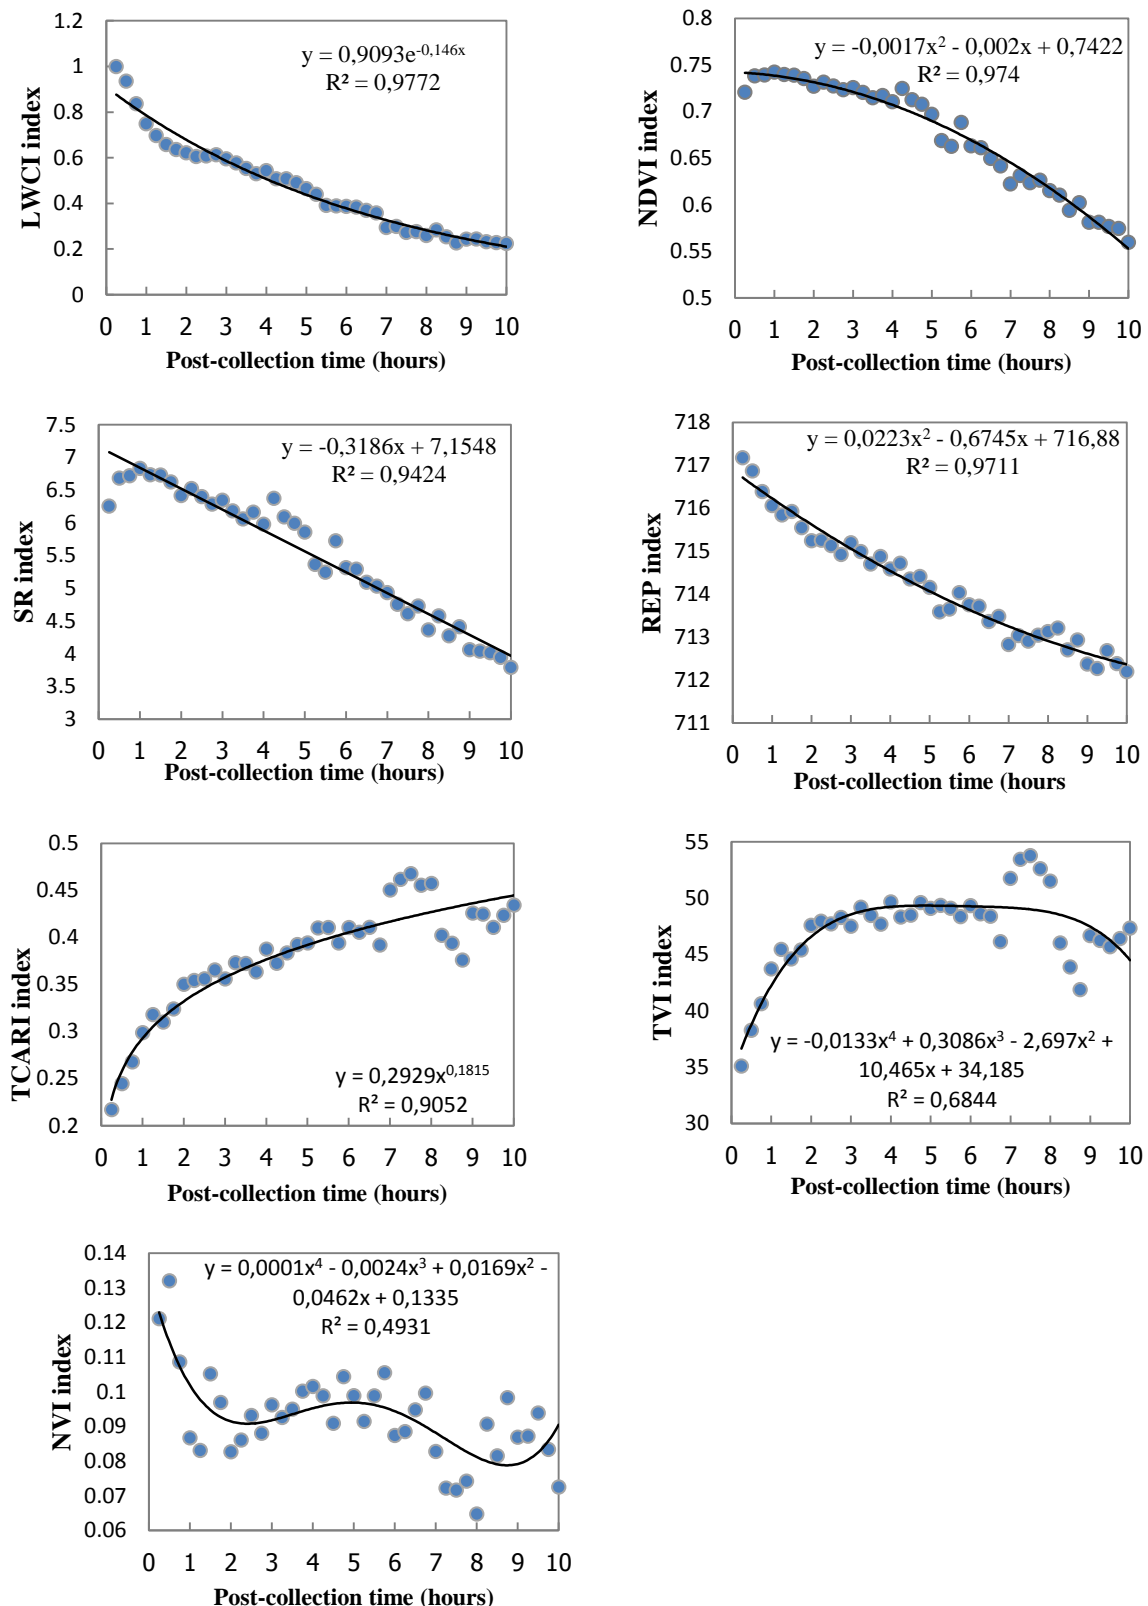 1.2
1
0.8
0.6
0.4
0.2
0
LWCI index
y = 0,9093e^-0,146x
R² = 0,9772
0 1 2 3 4 5 6 7 8 9 10
Post-collection time (hours)
0.8
0.75
0.7
0.65
0.6
0.55
0.5
NDVI index
y = -0,0017x² - 0,002x + 0,7422
R² = 0,974
0 1 2 3 4 5 6 7 8 9 10
Post-collection time (hours)
7.5
7
6.5
6
5.5
5
4.5
4
3.5
3
SR index
y = -0,3186x + 7,1548
R² = 0,9424
0 1 2 3 4 5 6 7 8 9 10
Post-collection time (hours)
718
717
716
715
714
713
712
711
REP index
y = 0,0223x² - 0,6745x + 716,88
R² = 0,9711
0 1 2 3 4 5 6 7 8 9 10
Post-collection time (hours
0.5
0.45
0.4
0.35
0.3
0.25
0.2
TCARI index
y = 0,2929x^0,1815
R² = 0,9052
0 1 2 3 4 5 6 7 8 9 10
Post-collection time (hours)
55
50
45
40
35
30
TVI index
y = -0,0133x⁴ + 0,3086x³ - 2,697x² +
10,465x + 34,185
R² = 0,6844
0 1 2 3 4 5 6 7 8 9 10
Post-collection time (hours)
0.14
0.13
0.12
0.11
0.1
0.09
0.08
0.07
0.06
NVI index
y = 0,0001x⁴ - 0,0024x³ + 0,0169x² -
0,0462x + 0,1335
R² = 0,4931
0 1 2 3 4 5 6 7 8 9 10
Post-collection time (hours)